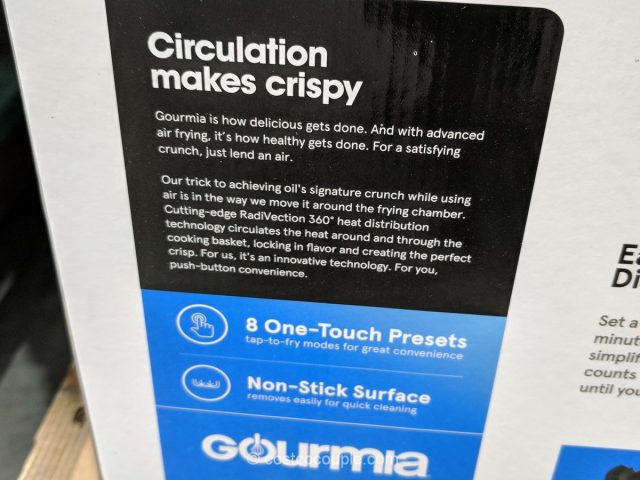 Circulation
makes crispy
Gourmia is how delicious gets done. And with advanced
air frying, it's how healthy gets done. For a satisfying
crunch, just lend an air.
Our trick to achieving oil's signature crunch while using
air is in the way we move it around the frying chamber.
Cutting-edge RadiVection 360° heat distribution
technology circulates the heat around and through the
cooking basket, locking in flavor and creating the perfect
crisp. For us, it's an innovative technology. For you,
push-button convenience.
8 One-Touch Presets
tap-to-fry modes for great convenience
Non-Stick Surface
removes easily for quick cleaning
GOURMIA
© costcocouple.com
Set a
counts
until